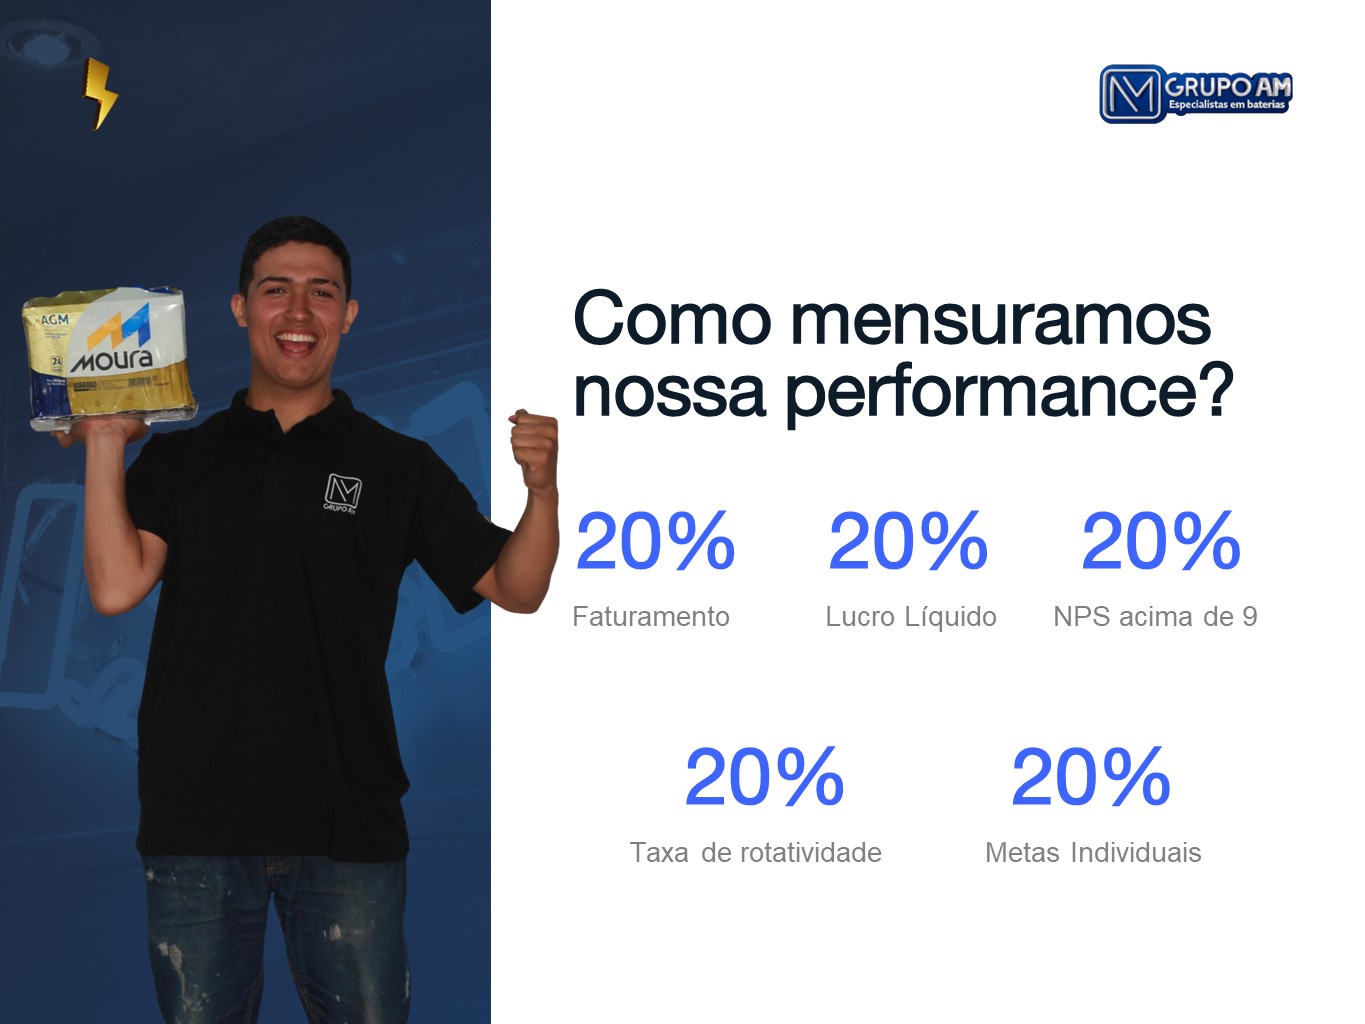 GRUPO AM
Especialistas em baterias
AGM
moura
MA60AD
GRUPO AM
Como mensuramos
nossa performance?
20%
20%
20%
Faturamento
Lucro Líquido
NPS acima de 9
20%
20%
Taxa de rotatividade
Metas Individuais